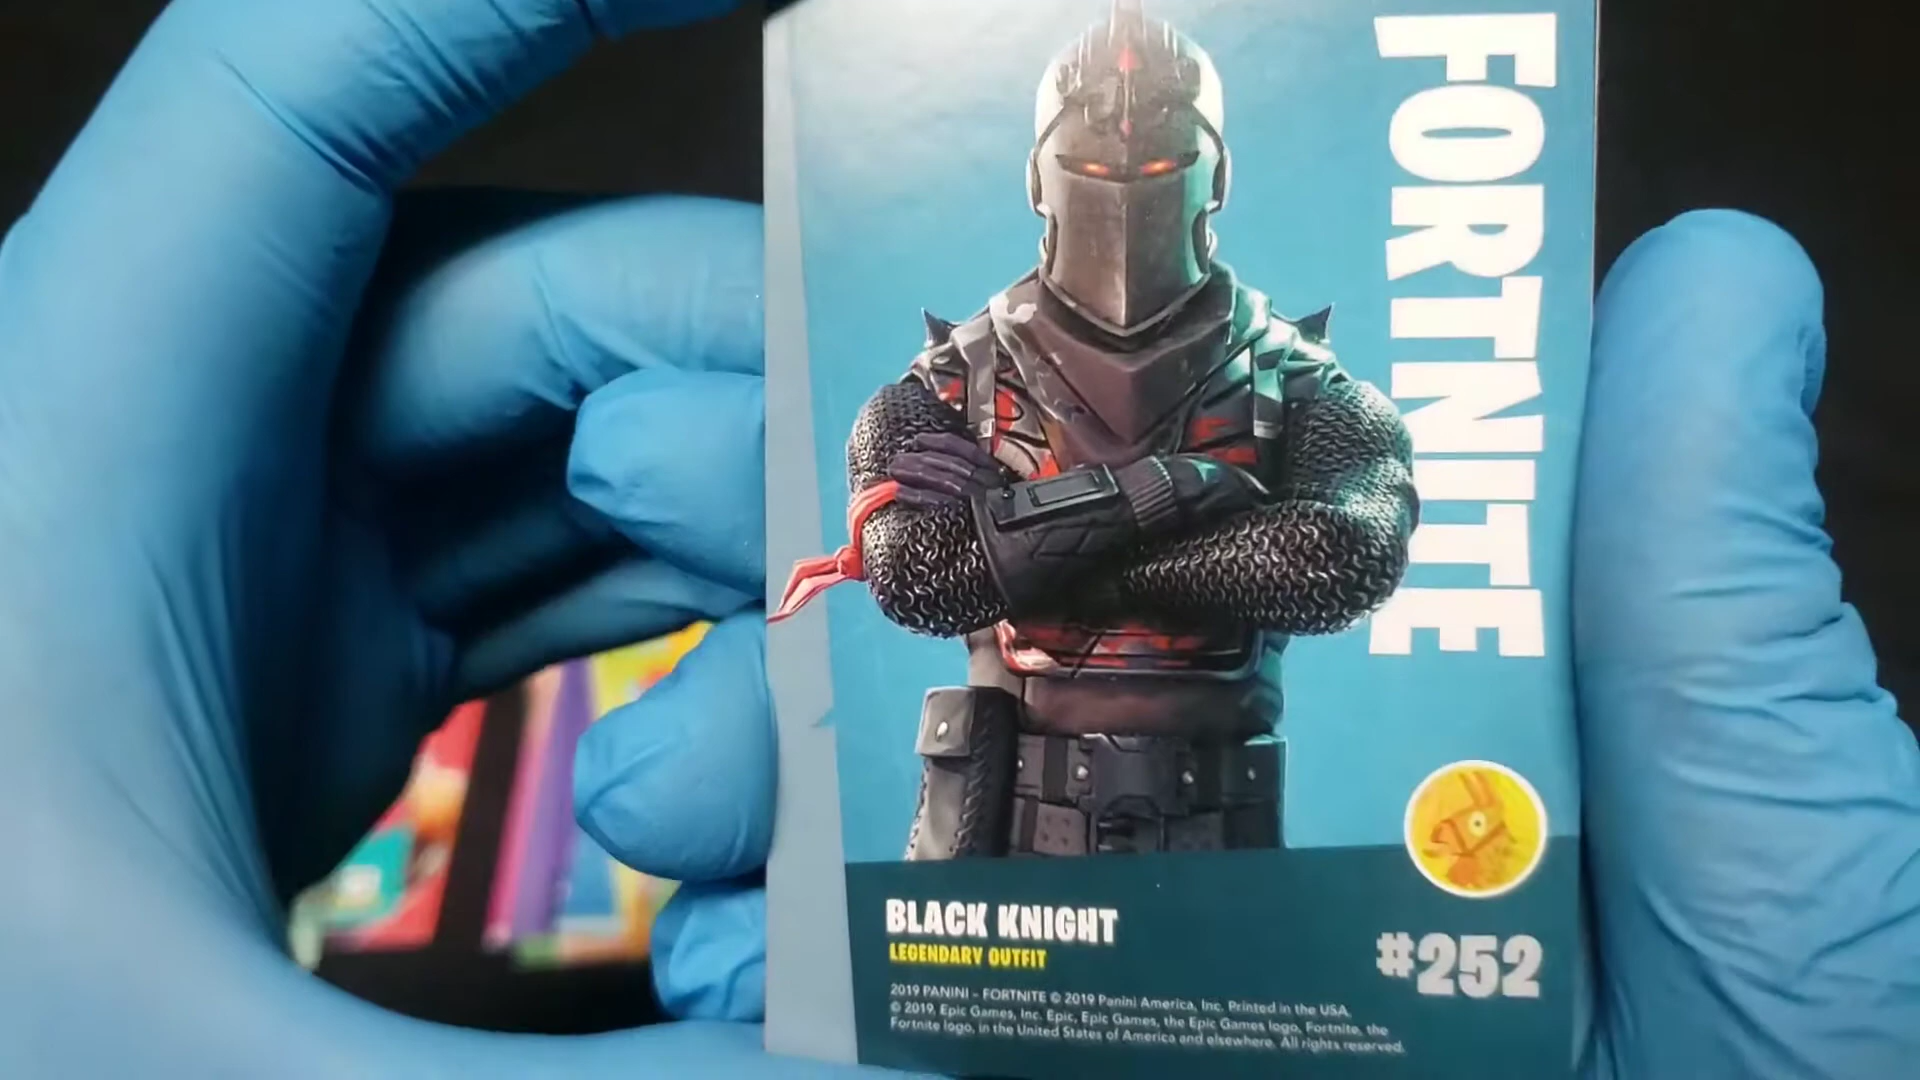 FORTNITE
BLACK KNIGHT
LEGENDARY OUTFIT
#252
2019 PANINI - FORTNITE © 2019 Panini America, Inc. Printed in the USA.
© 2019, Epic Games, Inc. Epic, Epic Games, the Epic Games logo, Fortnite, the
Fortnite logo, in the United States of America and elsewhere. All rights reserved.